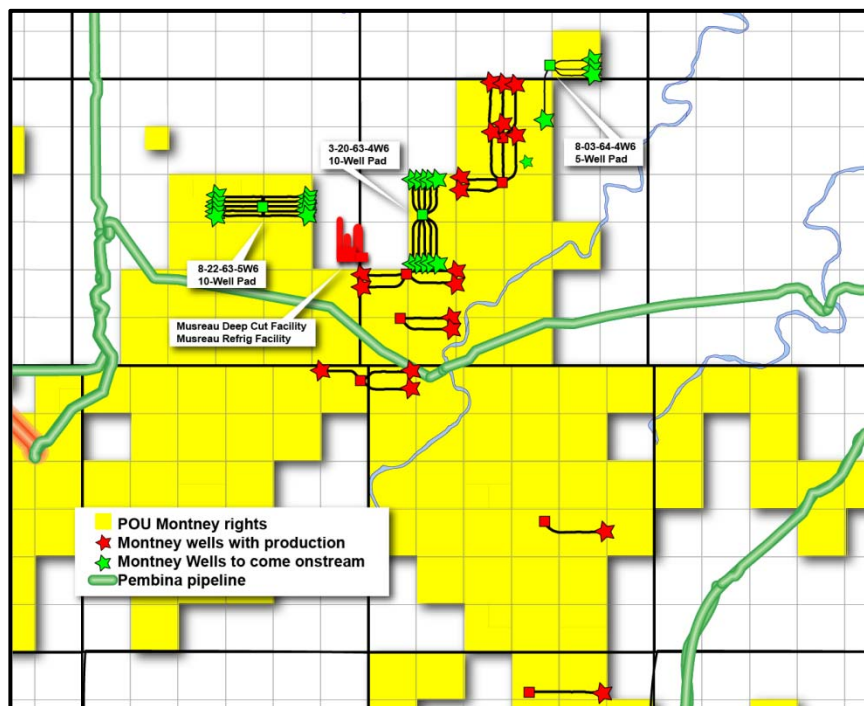 3-20-63-4W6
10-Well Pad
8-03-64-4W6
5-Well Pad
8-22-63-5W6
10-Well Pad
Musreau Deep Cut Facility
Musreau Refrig Facility
POU Montney rights
Montney wells with production
Montney Wells to come onstream
Pembina pipeline